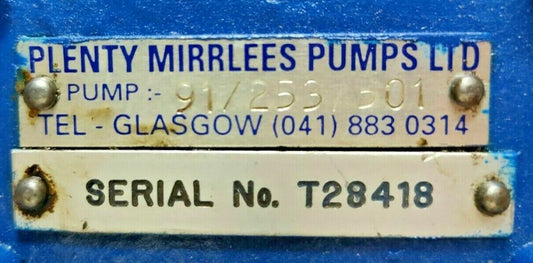 PLENTY MIRRLEES PUMPS LTD
PUMP :- 91/253/501
TEL - GLASGOW (041) 883 0314
SERIAL No. T28418